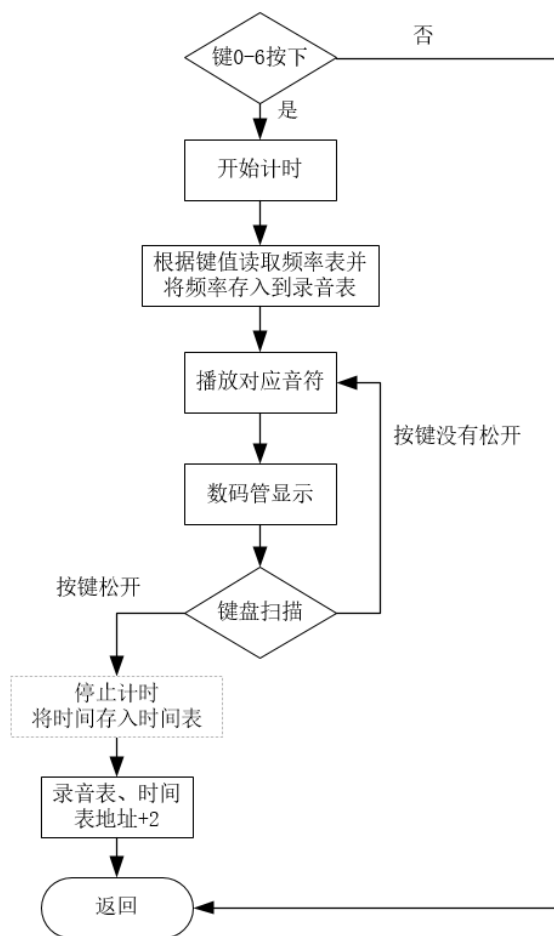 键0-6按下
否
是
开始计时
根据键值读取频率表并
将频率存入到录音表
播放对应音符
按键没有松开
数码管显示
按键松开
键盘扫描
停止计时
将时间存入时间表
录音表、时间
表地址+2
返回